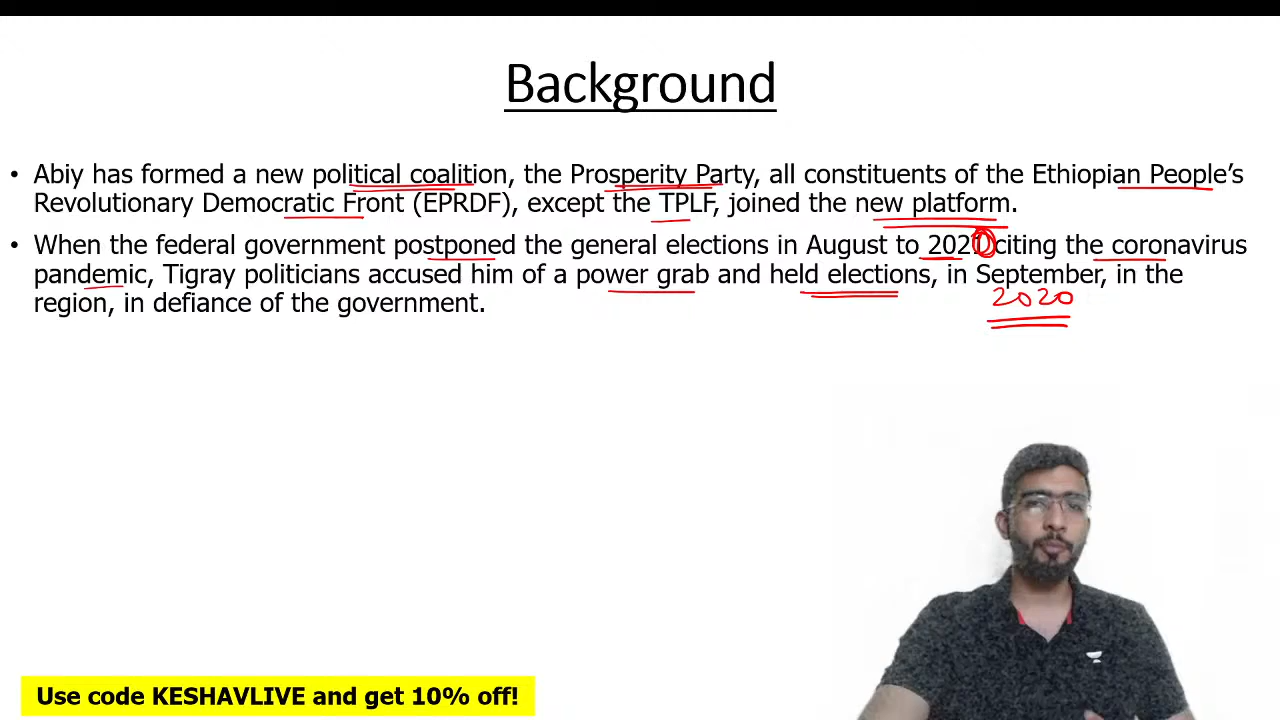 Background
• Abiy has formed a new political coalition, the Prosperity Party, all constituents of the Ethiopian People’s
Revolutionary Democratic Front (EPRDF), except the TPLF, joined the new platform.
• When the federal government postponed the general elections in August to 2021 citing the coronavirus
pandemic, Tigray politicians accused him of a power grab and held elections, in September, in the
2020
region, in defiance of the government.
Use code KESHAVLIVE and get 10% off!